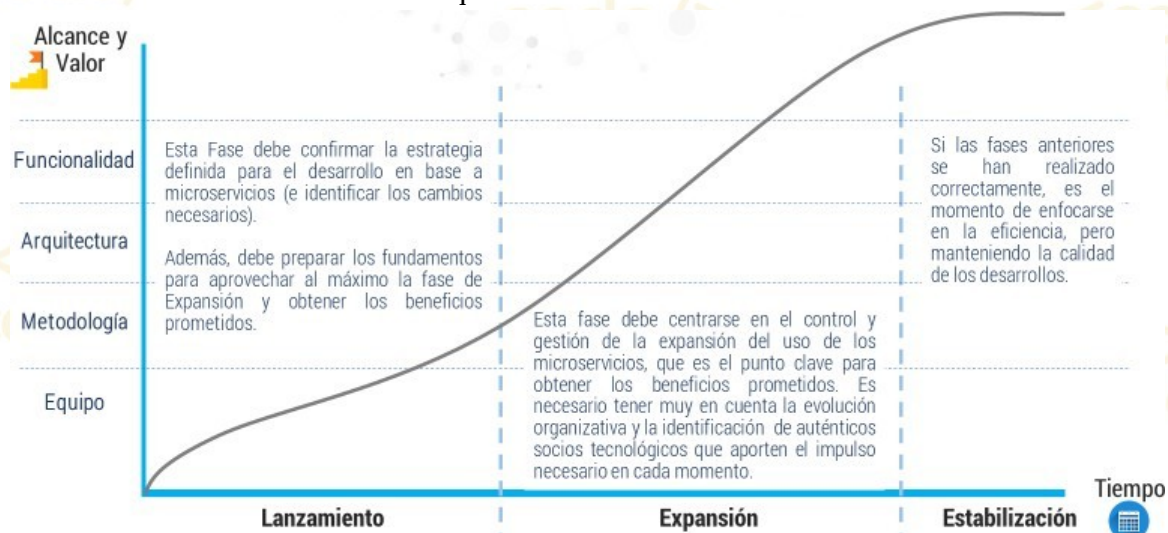 Alcance y
Valor
Funcionalidad
Arquitectura
Metodología
Equipo
Esta Fase debe confirmar la estrategia
definida para el desarrollo en base a
microservicios (e identificar los cambios
necesarios).
Además, debe preparar los fundamentos
para aprovechar al máximo la fase de
Expansión y obtener los beneficios
prometidos.
Esta fase debe centrarse en el control y
gestión de la expansión del uso de los
microservicios, que es el punto clave para
obtener los beneficios prometidos. Es
necesario tener muy en cuenta la evolución
organizativa y la identificación de auténticos
socios tecnológicos que aporten el impulso
necesario en cada momento.
Si las fases anteriores
se han realizado
correctamente, es el
momento de enfocarse
en la eficiencia, pero
manteniendo la calidad
de los desarrollos.
Lanzamiento
Expansión
Estabilización
Tiempo